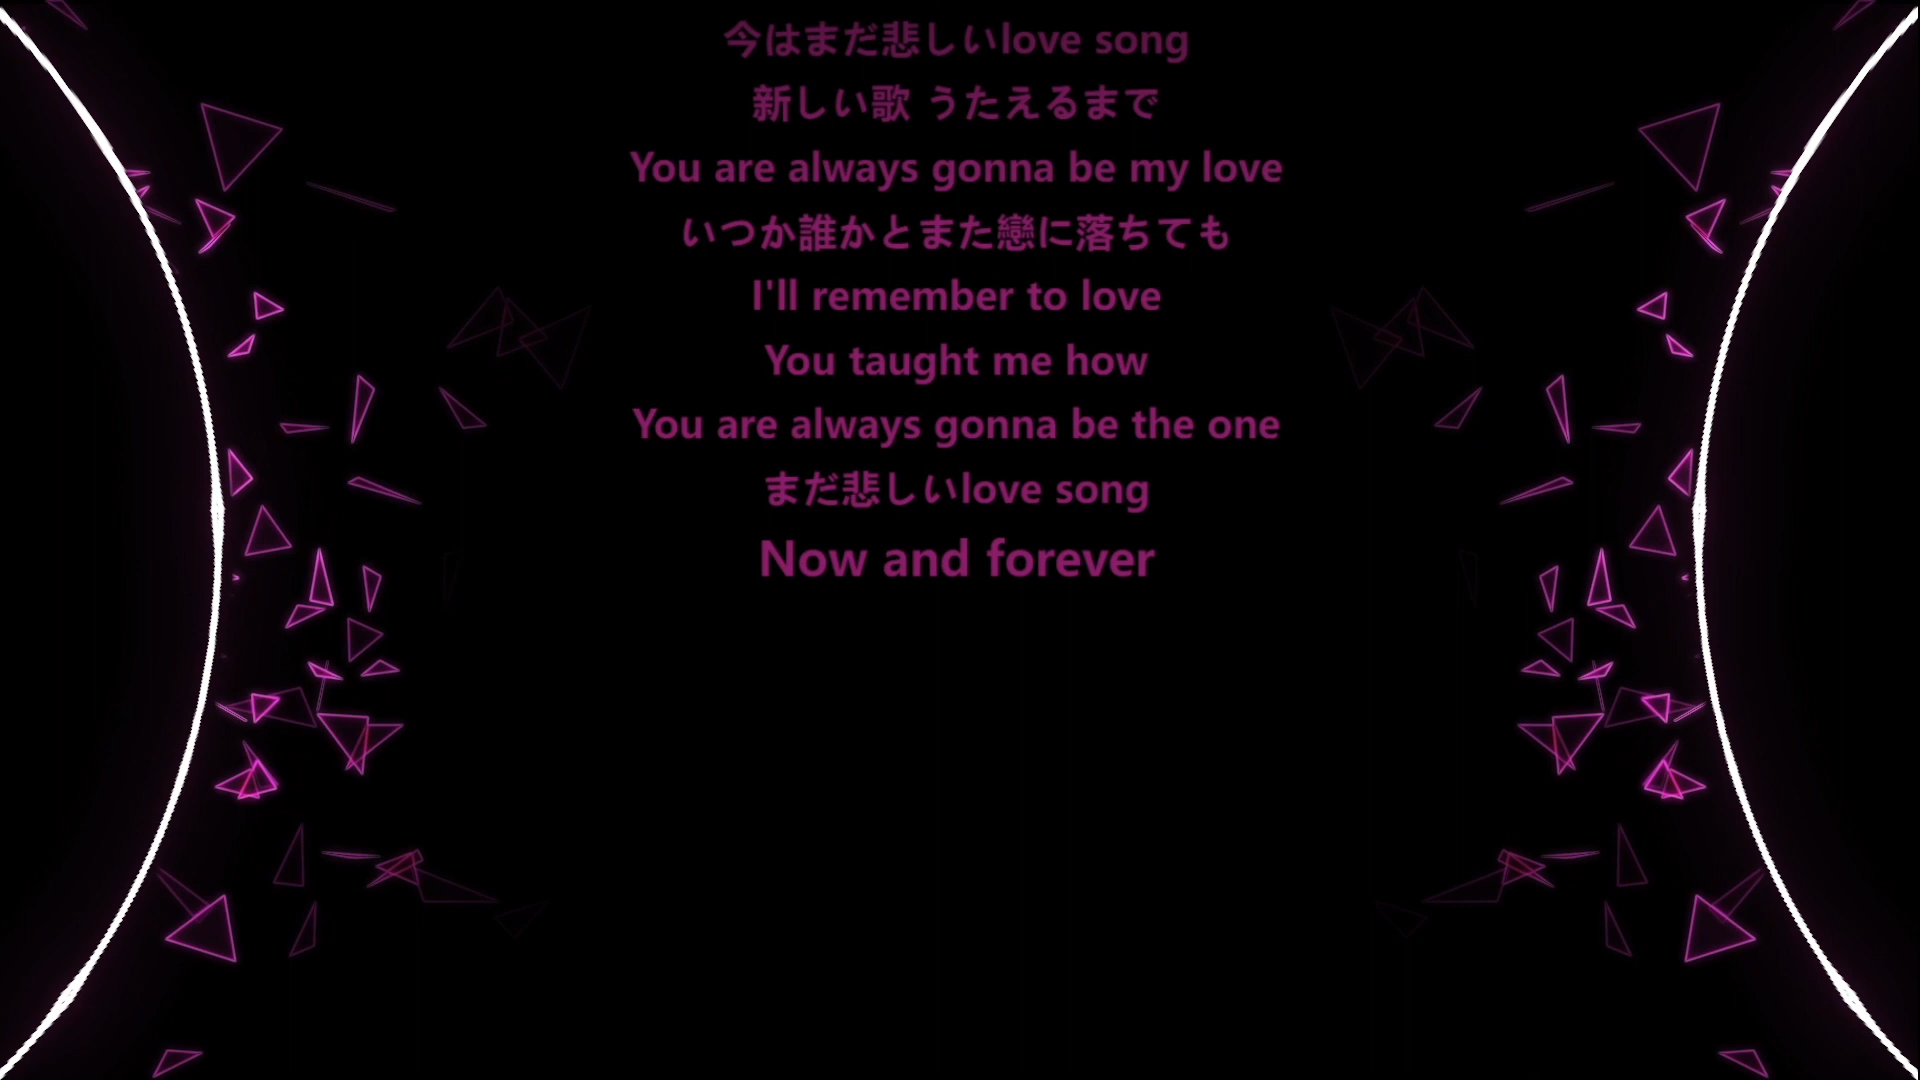 今はまだ悲しいlove song
新しい歌 うたえるまで
You are always gonna be my love
いつか誰かとまた戀に落ちても
I'll remember to love
You taught me how
You are always gonna be the one
まだ悲しいlove song
Now and forever